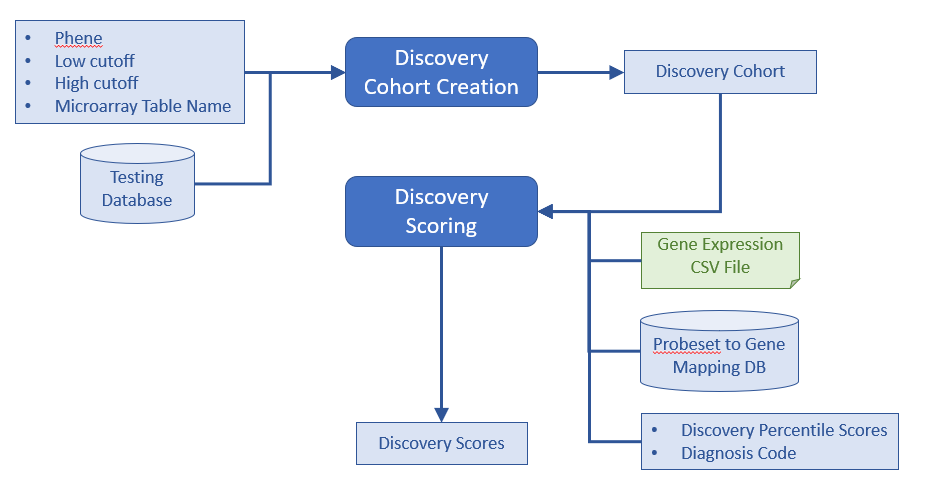 • Phene
• Low cutoff
• High cutoff
• Microarray Table Name
Discovery
Cohort Creation
Discovery Cohort
Testing
Database
Discovery
Scoring
Gene Expression
CSV File
Probeset to Gene
Mapping DB
• Discovery Percentile Scores
• Diagnosis Code
Discovery Scores